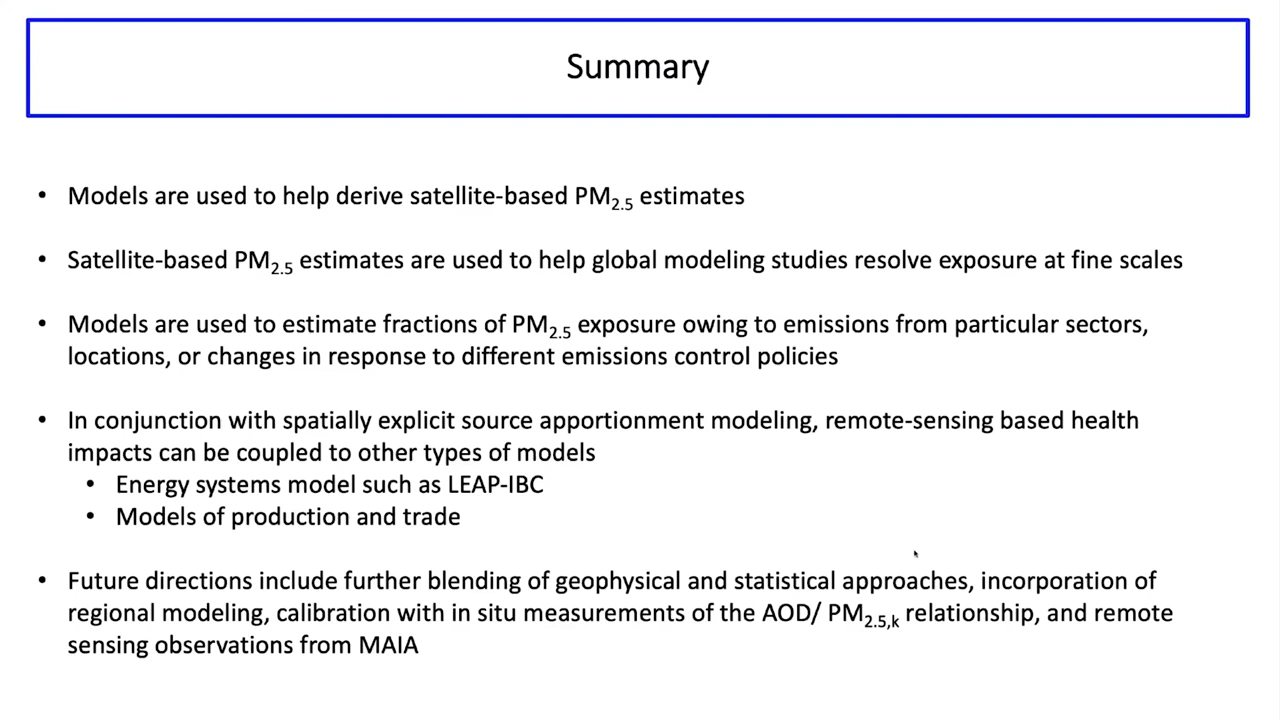 Summary
• Models are used to help derive satellite-based PM2.5 estimates
• Satellite-based PM2.5 estimates are used to help global modeling studies resolve exposure at fine scales
• Models are used to estimate fractions of PM2.5 exposure owing to emissions from particular sectors,
locations, or changes in response to different emissions control policies
• In conjunction with spatially explicit source apportionment modeling, remote-sensing based health
impacts can be coupled to other types of models
• Energy systems model such as LEAP-IBC
• Models of production and trade
• Future directions include further blending of geophysical and statistical approaches, incorporation of
regional modeling, calibration with in situ measurements of the AOD/ PM2.5,k relationship, and remote
sensing observations from MAIA